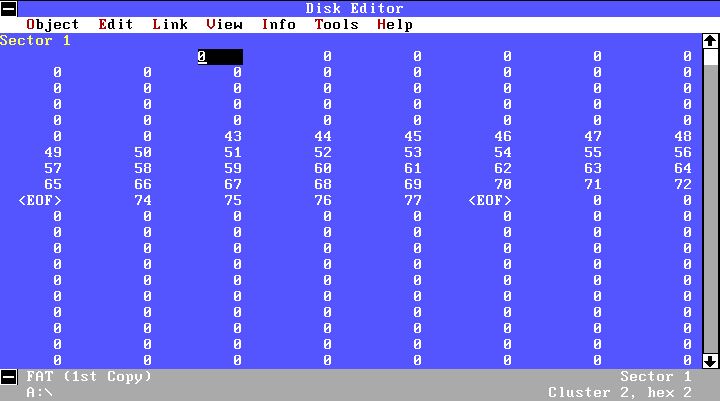 Disk Editor
Object Edit Link View Info Tools Help
Sector 1
0 0 0 0 0 0
0 0 0 0 0 0 0 0
0 0 0 0 0 0 0 0
0 0 0 0 0 0 0 0
0 0 0 0 0 0 0 0
0 0 43 44 45 46 47 48
49 50 51 52 53 54 55 56
57 58 59 60 61 62 63 64
65 66 67 68 69 70 71 72
<EOF> 74 75 76 77 <EOF> 0 0
0 0 0 0 0 0 0 0
0 0 0 0 0 0 0 0
0 0 0 0 0 0 0 0
0 0 0 0 0 0 0 0
0 0 0 0 0 0 0 0
0 0 0 0 0 0 0 0
0 0 0 0 0 0 0 0
0 0 0 0 0 0 0 0
0 0 0 0 0 0 0 0
0 0 0 0 0 0 0 0
FAT (1st Copy) Sector 1
A:\ Cluster 2, hex 2